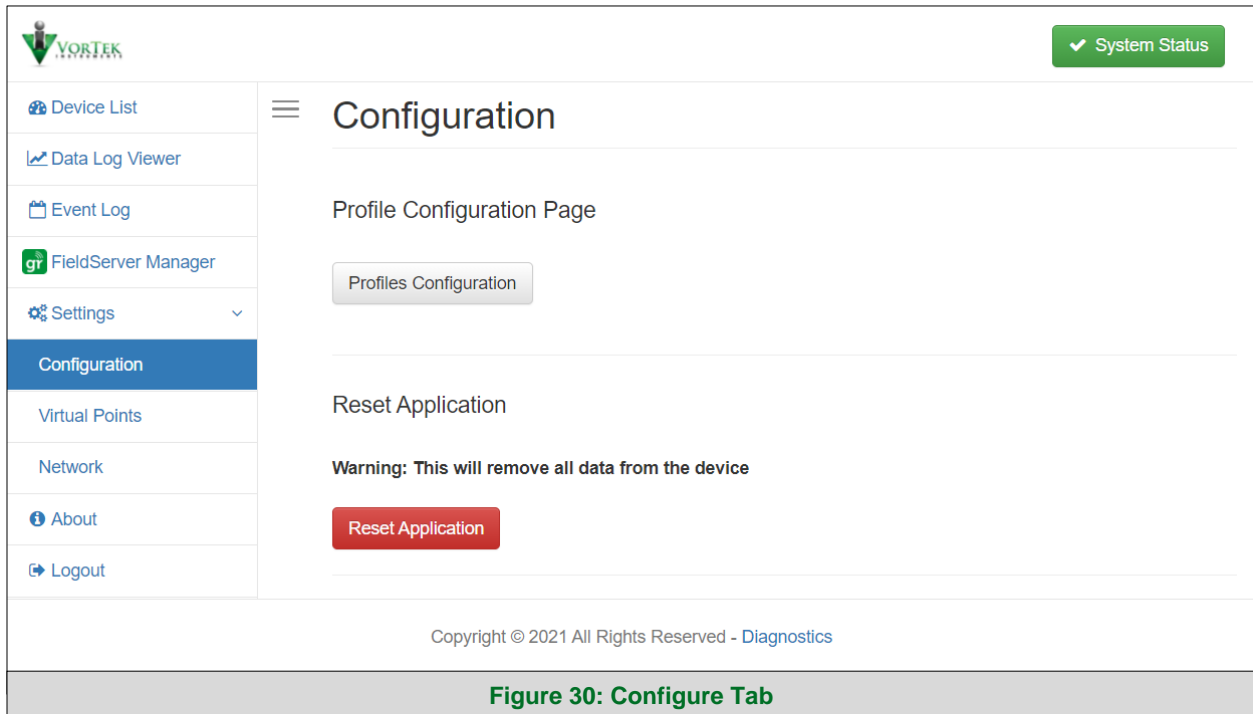 VORTEK
INSTRUMENTS
System Status
Device List
Data Log Viewer
Event Log
gr FieldServer Manager
Settings
Configuration
Virtual Points
Network
About
Logout
Configuration
Profile Configuration Page
Profiles Configuration
Reset Application
Warning: This will remove all data from the device
Reset Application
Copyright © 2021 All Rights Reserved - Diagnostics
Figure 30: Configure Tab